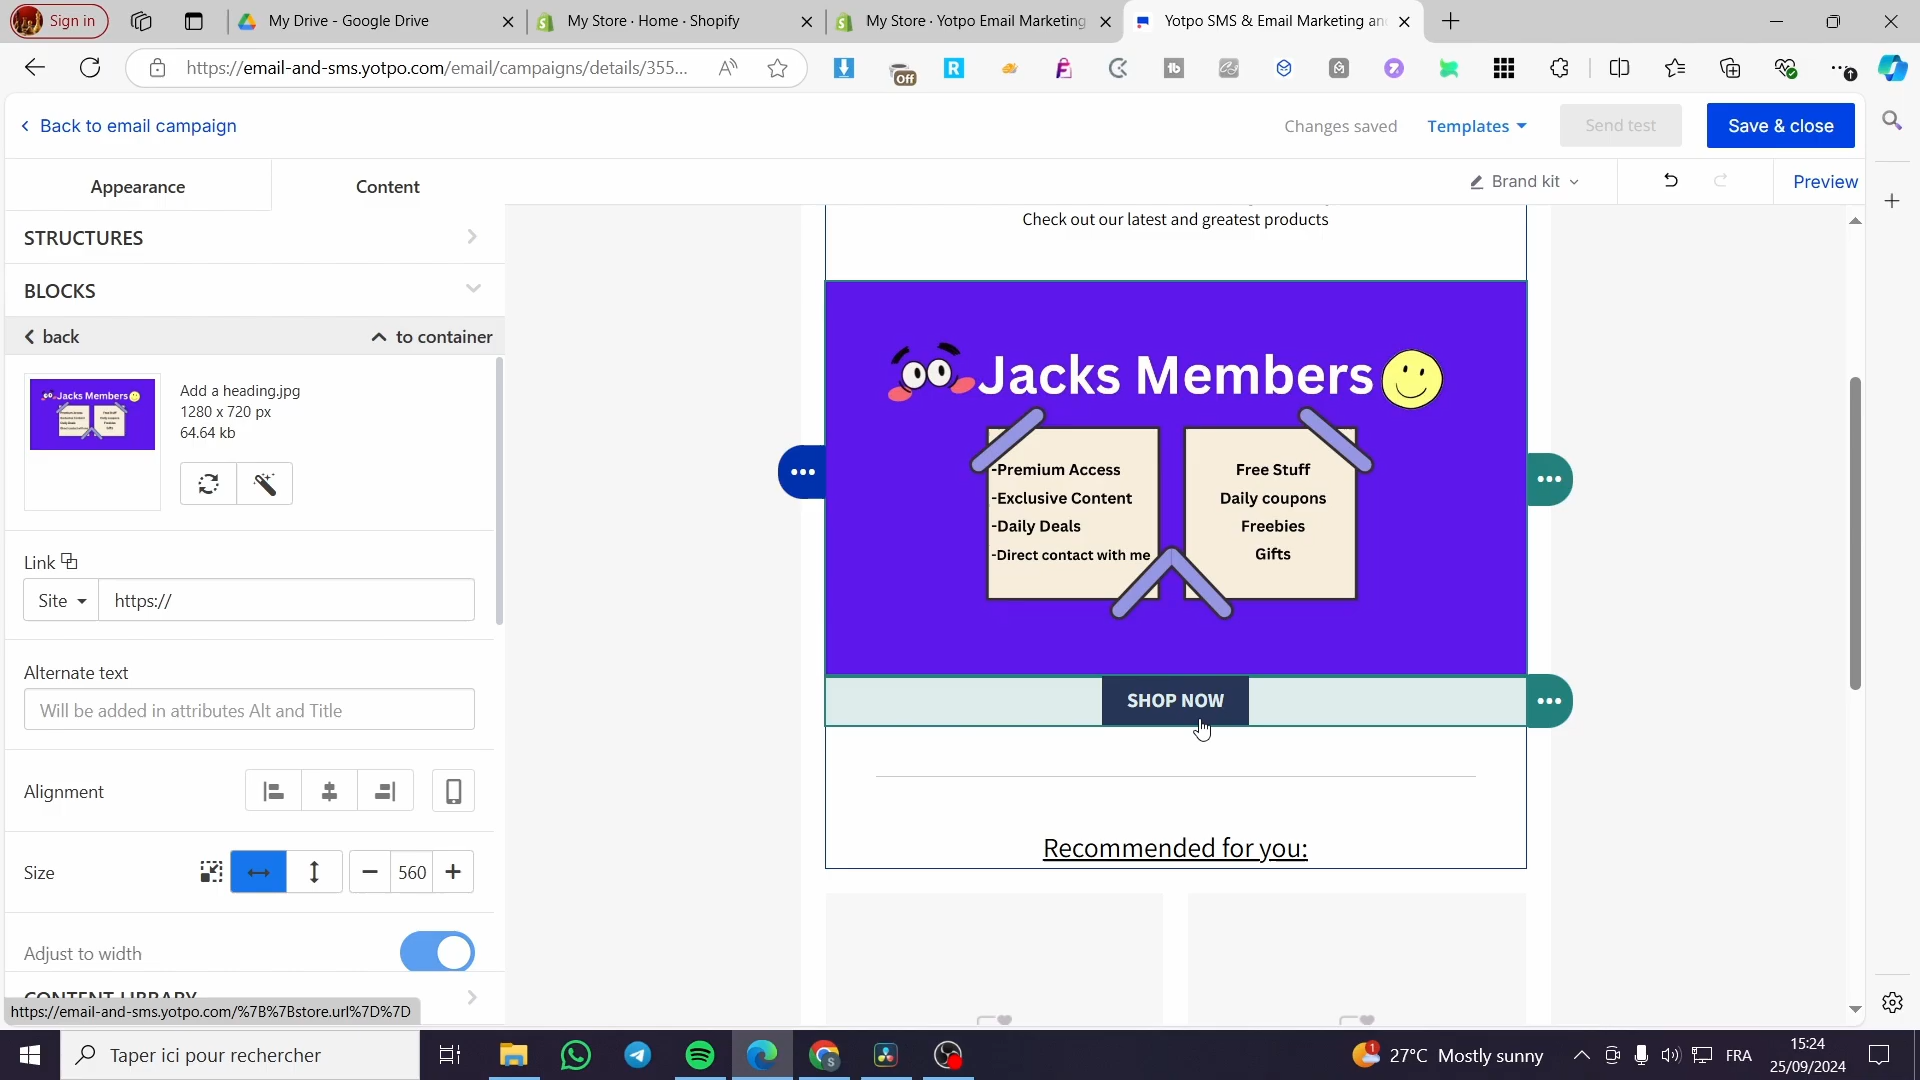 Sign in
My Drive - Google Drive
My Store · Home · Shopify
My Store · Yotpo Email Marketing
Yotpo SMS & Email Marketing an
https://email-and-sms.yotpo.com/email/campaigns/details/355...
Off
Back to email campaign
Changes saved
Templates
Send test
Save & close
Appearance
Content
Brand kit
Preview
STRUCTURES
BLOCKS
back
to container
Add a heading.jpg
1280 x 720 px
64.64 kb
Link
Site
https://
Alternate text
Will be added in attributes Alt and Title
Alignment
Size
560
Adjust to width
CONTENT LIBRARY
https://email-and-sms.yotpo.com/%7B%7Bstore.url%7D%7D
Check out our latest and greatest products
Jacks Members
-Premium Access
-Exclusive Content
-Daily Deals
-Direct contact with me
Free Stuff
Daily coupons
Freebies
Gifts
SHOP NOW
Recommended for you:
Taper ici pour rechercher
27°C Mostly sunny
FRA
15:24
25/09/2024